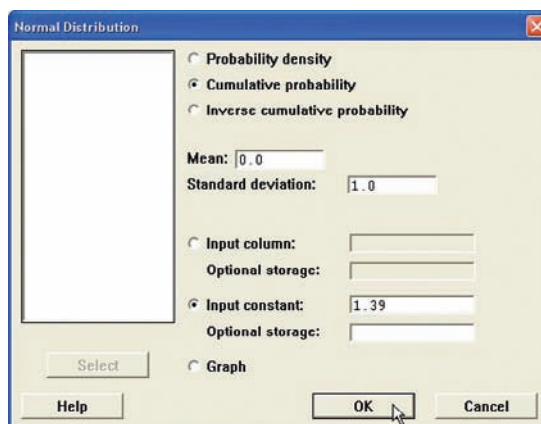 Normal Distribution
Probability density
Cumulative probability
Inverse cumulative probability
Mean: 0.0
Standard deviation: 1.0
Input column:
Optional storage:
Input constant: 1.39
Optional storage:
Select
Graph
Help
OK
Cancel